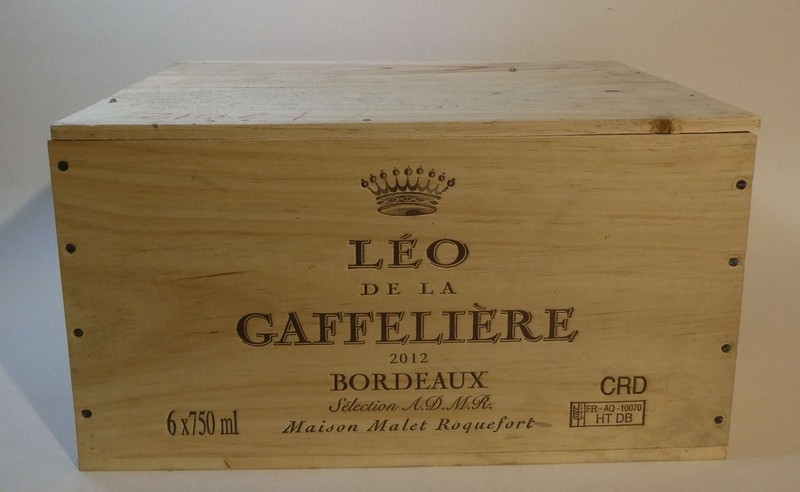 LÉO
DE LA
GAFFELIÈRE
2012
BORDEAUX
Sélection A.D.M.R.
Maison Malet Roquefort
6 x 750 ml
CRD
FR - AQ - 10070
HT DB